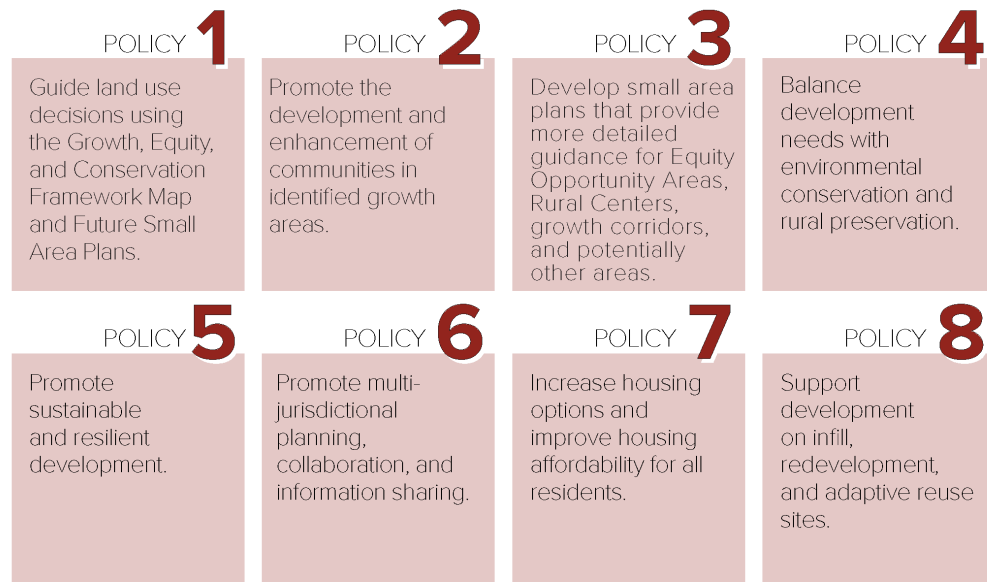 POLICY 1
Guide land use
decisions using
the Growth, Equity,
and Conservation
Framework Map
and Future Small
Area Plans.
POLICY 2
Promote the
development and
enhancement of
communities in
identified growth
areas.
POLICY 3
Develop small area
plans that provide
more detailed
guidance for Equity
Opportunity Areas,
Rural Centers,
growth corridors,
and potentially
other areas.
POLICY 4
Balance
development
needs with
environmental
conservation and
rural preservation.
POLICY 5
Promote
sustainable
and resilient
development.
POLICY 6
Promote multi-
jurisdictional
planning,
collaboration, and
information sharing.
POLICY 7
Increase housing
options and
improve housing
affordability for all
residents.
POLICY 8
Support
development
on infill,
redevelopment,
and adaptive reuse
sites.